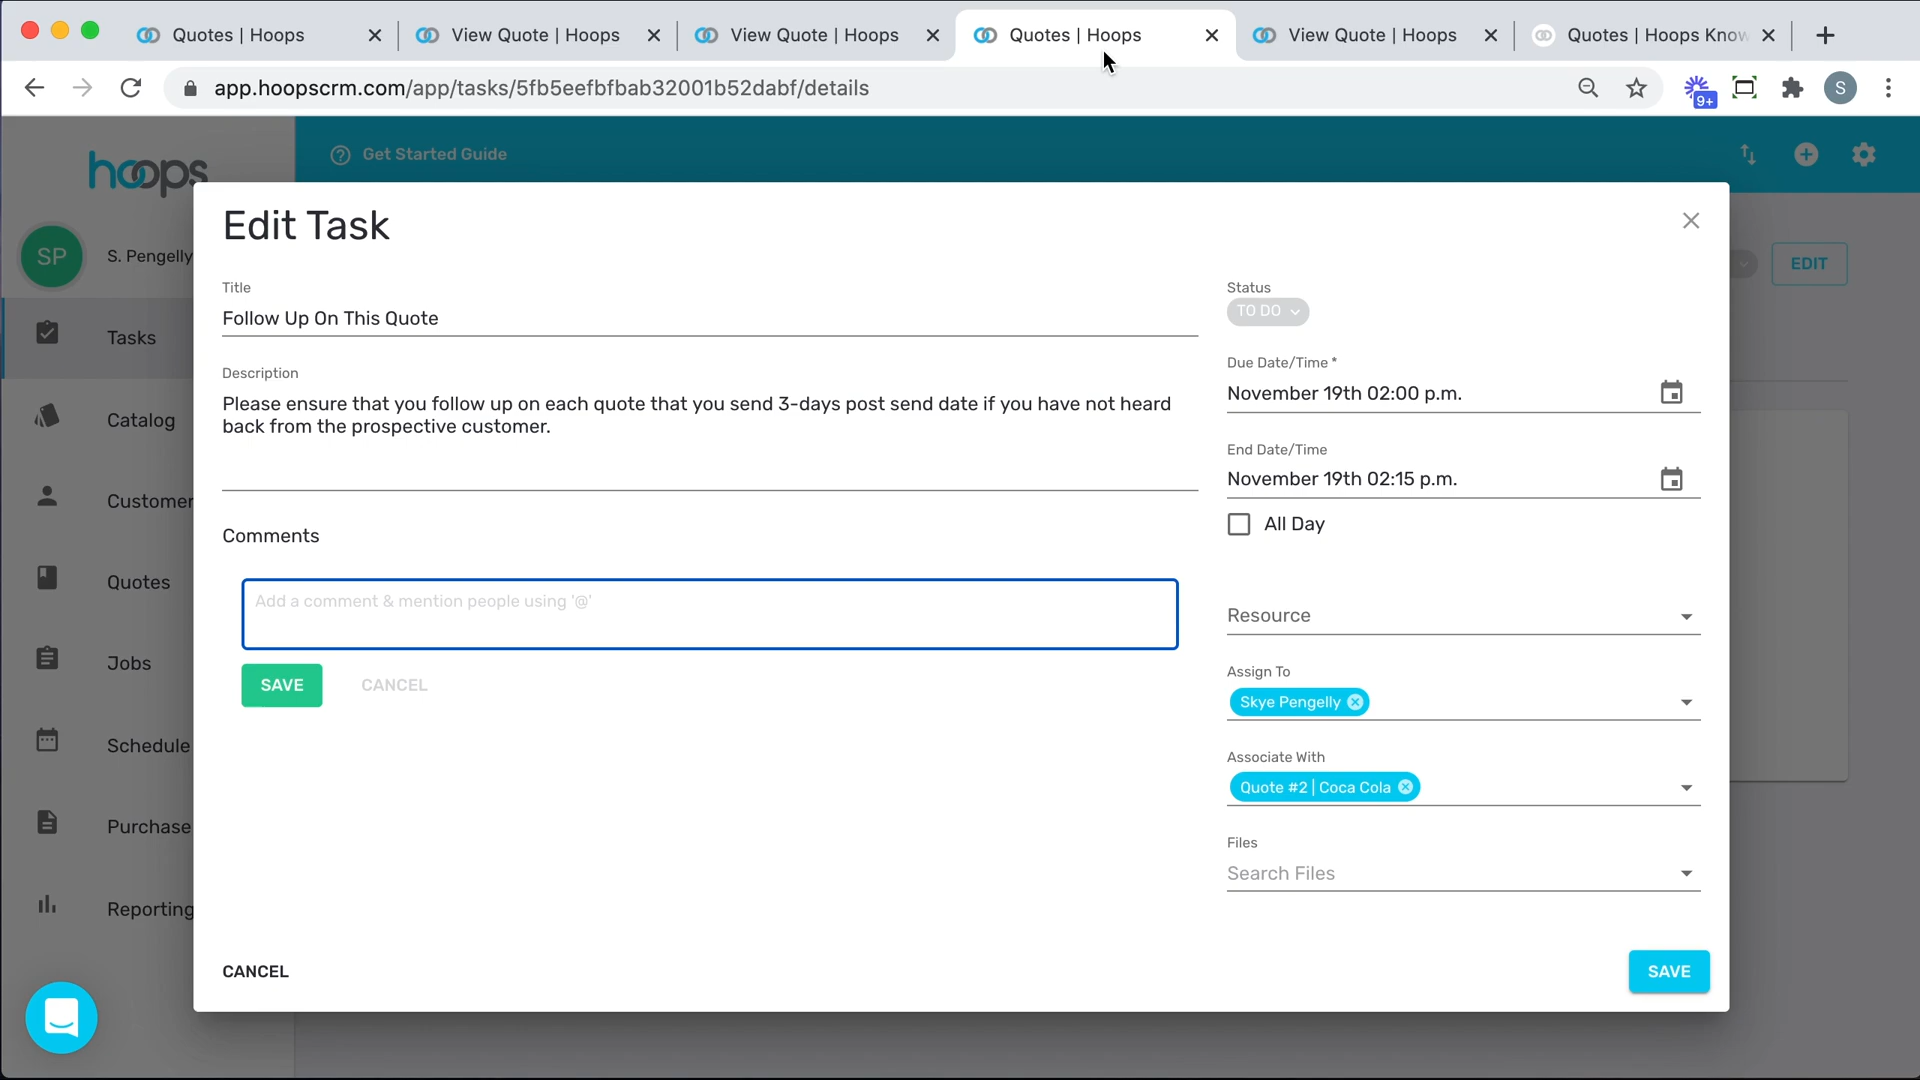 Quotes | Hoops
View Quote | Hoops
View Quote | Hoops
Quotes | Hoops
View Quote | Hoops
Quotes | Hoops Know
app.hoopscrm.com/app/tasks/5fb5eefbfbab32001b52dabf/details
9+
S
hoops
Get Started Guide
SP
S. Pengelly
EDIT
Tasks
Catalog
Customer
Quotes
Jobs
Schedule
Purchase
Reporting
Edit Task
Title
Follow Up On This Quote
Description
Please ensure that you follow up on each quote that you send 3-days post send date if you have not heard
back from the prospective customer.
Comments
Add a comment & mention people using '@'
SAVE
CANCEL
Status
TO DO
Due Date/Time *
November 19th 02:00 p.m.
End Date/Time
November 19th 02:15 p.m.
All Day
Resource
Assign To
Skye Pengelly
Associate With
Quote #2 | Coca Cola
Files
Search Files
CANCEL
SAVE